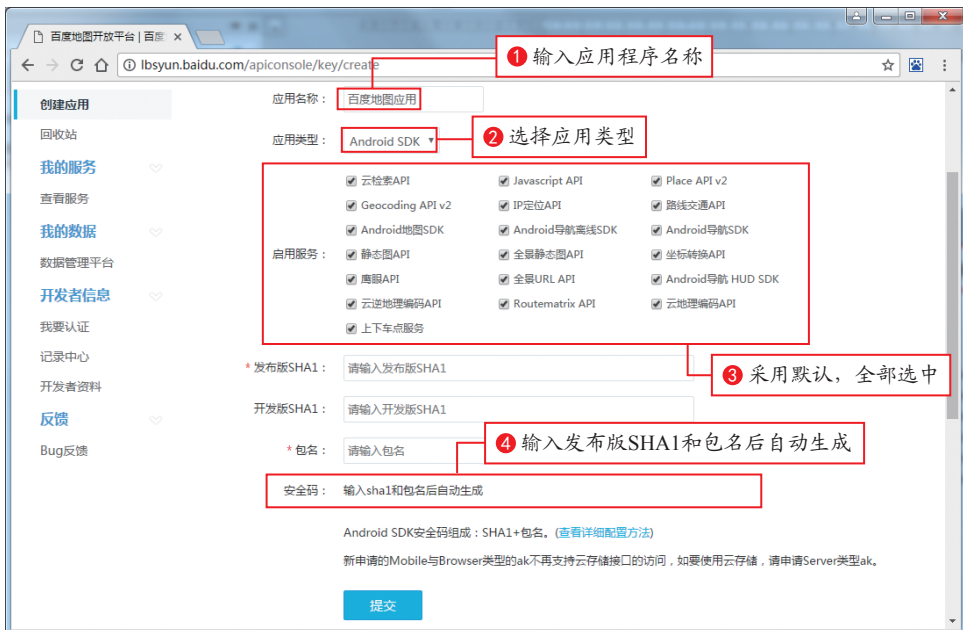 百度地图开放平台 | 百度
lbsyun.baidu.com/apiconsole/key/create
❶ 输入应用程序名称
创建应用
回收站
我的服务
查看服务
我的数据
数据管理平台
开发者信息
我要认证
记录中心
开发者资料
反馈
Bug反馈
应用名称： 百度地图应用
应用类型： Android SDK
❷ 选择应用类型
启用服务：
云检索API Javascript API Place API v2
Geocoding API v2 IP定位API 路线交通API
Android地图SDK Android导航离线SDK Android导航SDK
静态图API 全景静态图API 坐标转换API
鹰眼API 全景URL API Android导航 HUD SDK
云逆地理编码API Routematrix API 云地理编码API
上下车点服务
❸ 采用默认，全部选中
* 发布版SHA1： 请输入发布版SHA1
开发版SHA1： 请输入开发版SHA1
* 包名： 请输入包名
❹ 输入发布版SHA1和包名后自动生成
安全码： 输入sha1和包名后自动生成
Android SDK安全码组成：SHA1+包名。(查看详细配置方法)
新申请的Mobile与Browser类型的ak不再支持云存储接口的访问，如要使用云存储，请申请Server类型ak。
提交